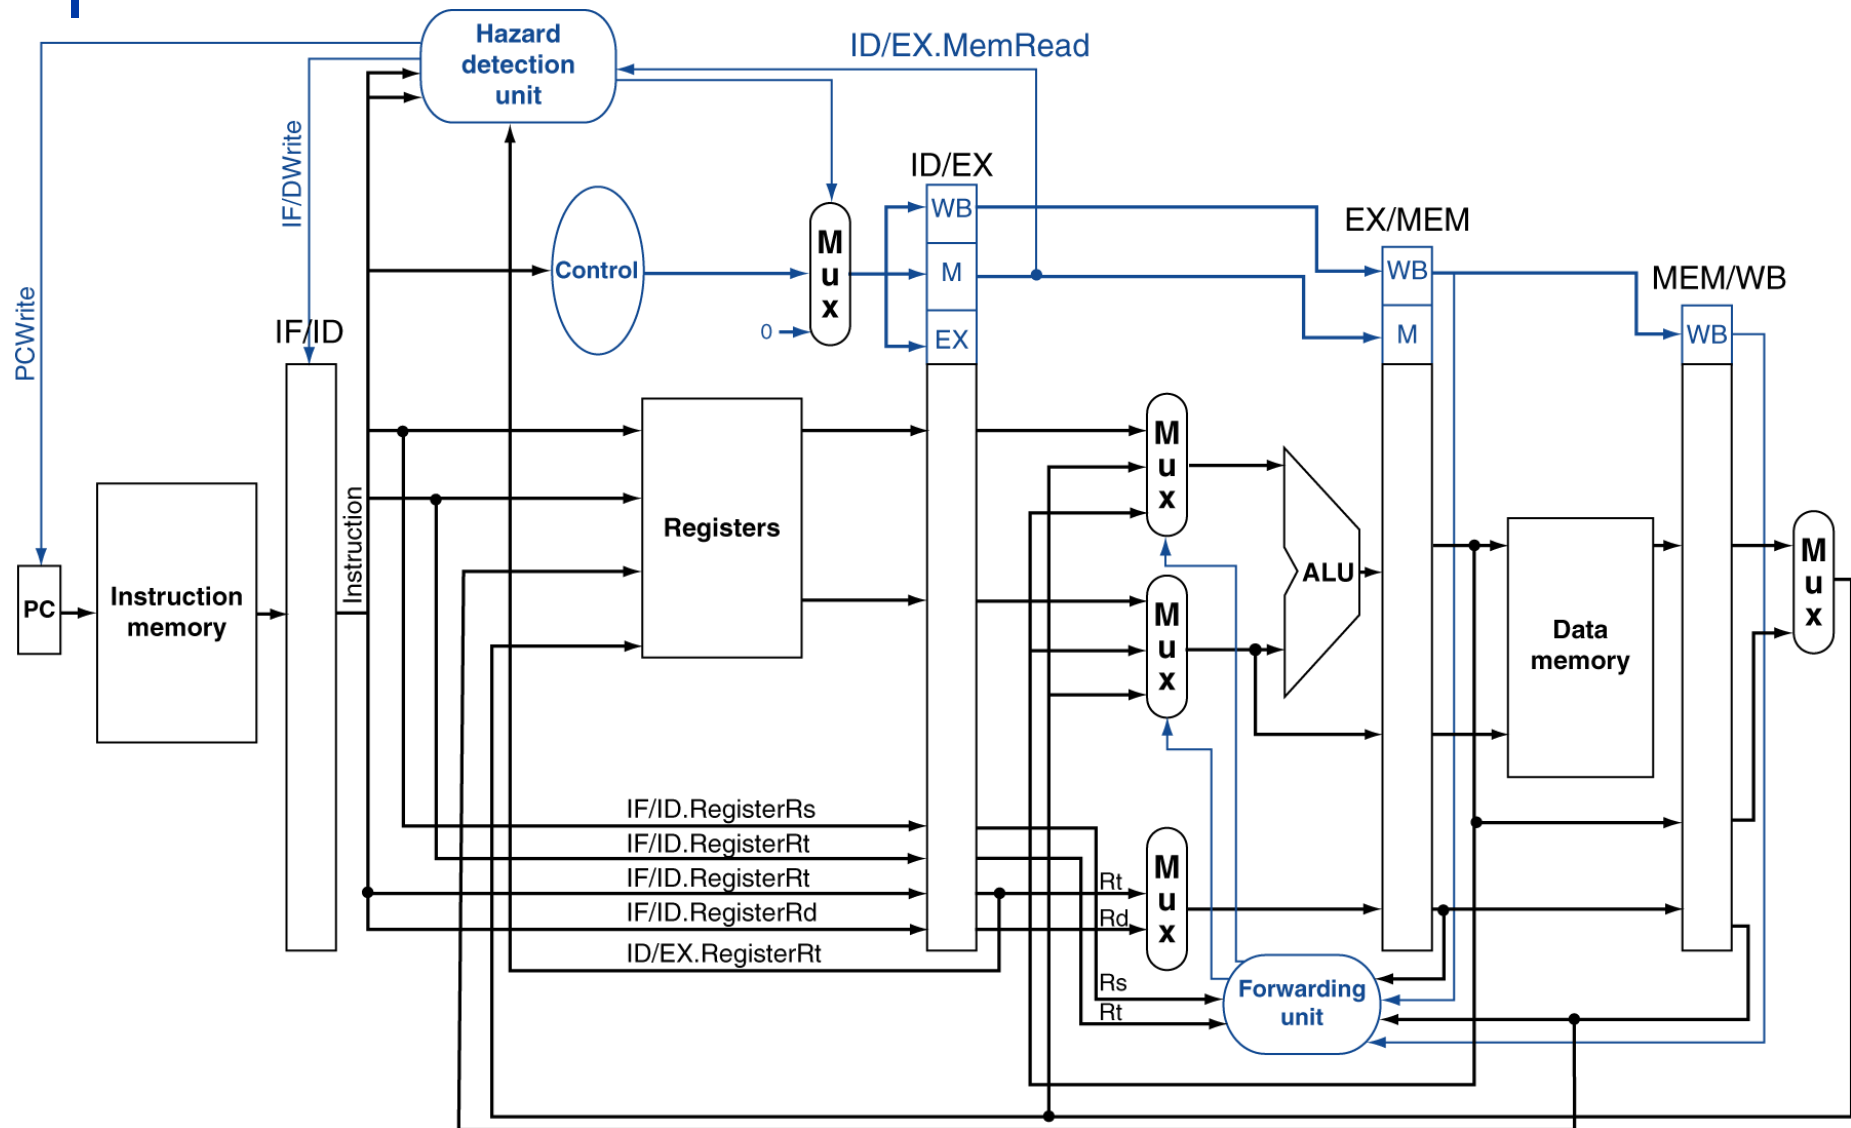 Hazard
detection
unit
ID/EX.MemRead
IF/DWrite
PCWrite
ID/EX
WB
M
EX
Control
M
u
x
0
EX/MEM
WB
M
MEM/WB
WB
IF/ID
PC
Instruction
memory
Instruction
Registers
M
u
x
M
u
x
ALU
Data
memory
M
u
x
IF/ID.RegisterRs
IF/ID.RegisterRt
IF/ID.RegisterRt
IF/ID.RegisterRd
ID/EX.RegisterRt
Rt
Rd
M
u
x
Rs
Rt
Forwarding
unit